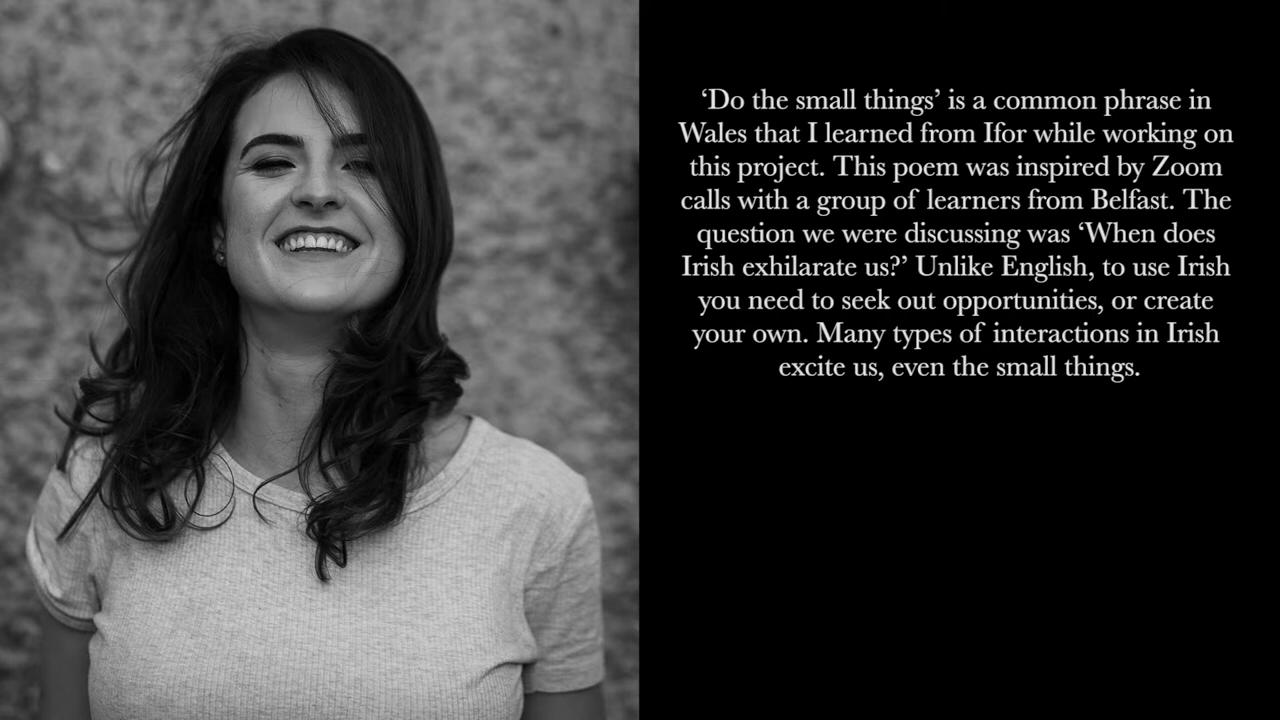 ‘Do the small things’ is a common phrase in
Wales that I learned from Ifor while working on
this project. This poem was inspired by Zoom
calls with a group of learners from Belfast. The
question we were discussing was ‘When does
Irish exhilarate us?’ Unlike English, to use Irish
you need to seek out opportunities, or create
your own. Many types of interactions in Irish
excite us, even the small things.